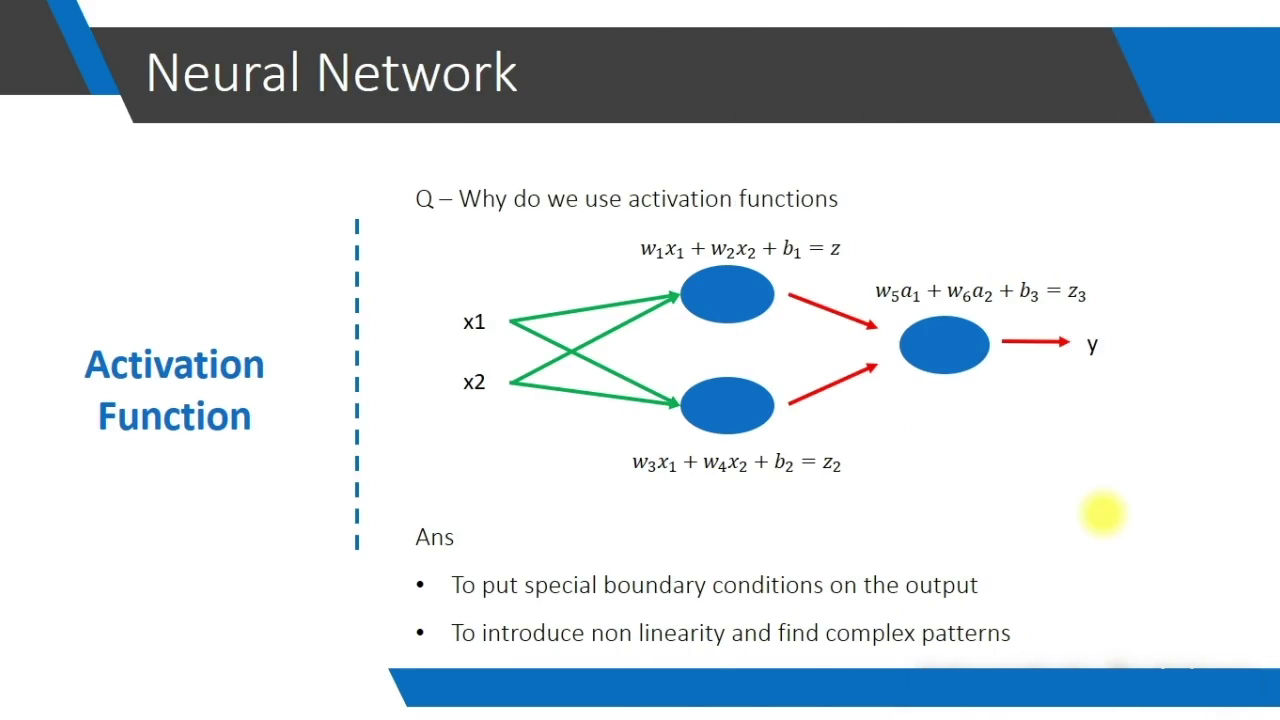 Neural Network
Activation
Function
Q – Why do we use activation functions
w₁x₁ + w₂x₂ + b₁ = z
w₅a₁ + w₆a₂ + b₃ = z₃
x1
y
x2
w₃x₁ + w₄x₂ + b₂ = z₂
Ans
• To put special boundary conditions on the output
• To introduce non linearity and find complex patterns